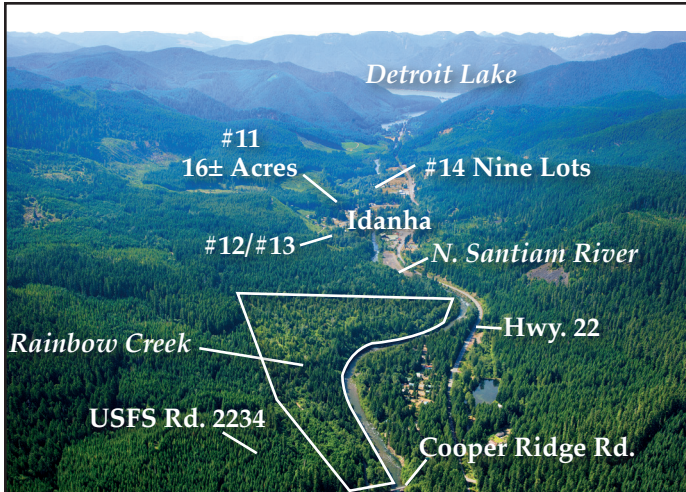 Detroit Lake
#11
16± Acres
#14 Nine Lots
Idanha
#12/#13
N. Santiam River
Hwy. 22
Rainbow Creek
USFS Rd. 2234
Cooper Ridge Rd.